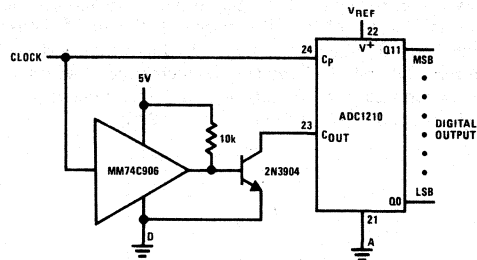 VREF
22
24
V+
Q11
CLOCK
CP
MSB
5V
ADC1210
DIGITAL
OUTPUT
10k
23
COUT
MM74C906
2N3904
LSB
Q0
21
D
A